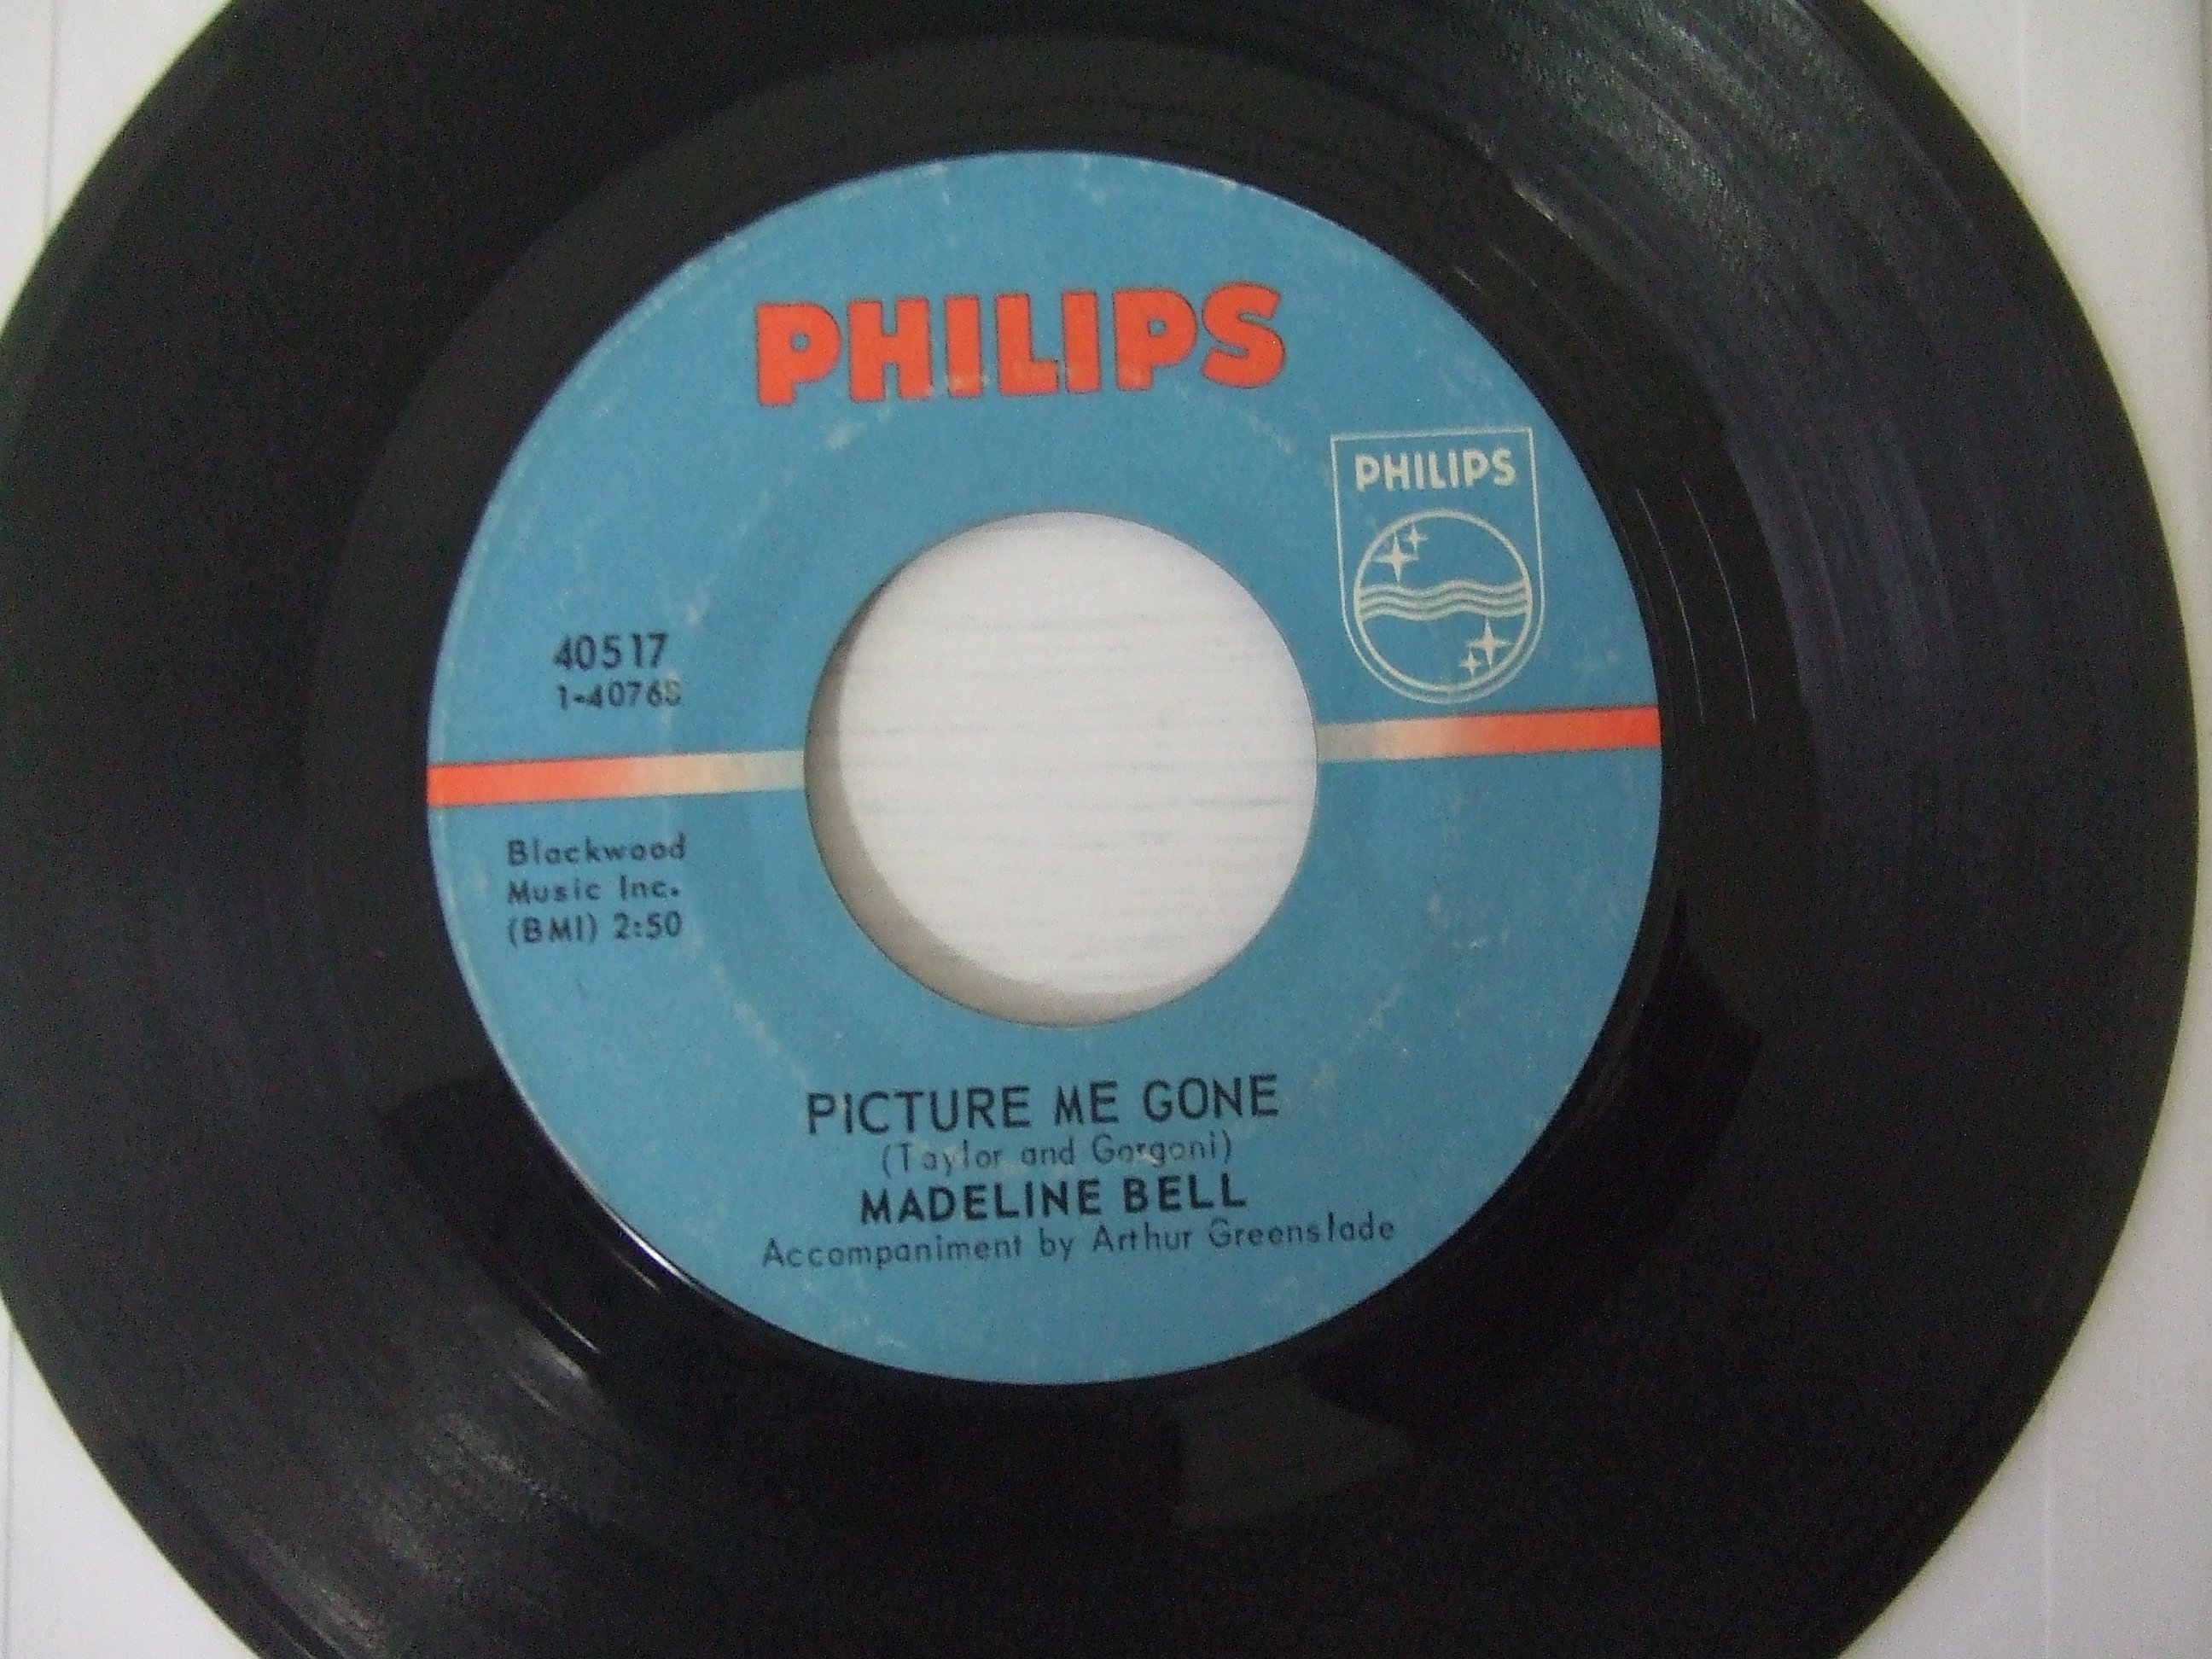 PHILIPS
PHILIPS
40517
1-40768
Blackwood
Music Inc.
(BMI) 2:50
PICTURE ME GONE
(Taylor and Gorgoni)
MADELINE BELL
Accompaniment by Arthur Greenslade